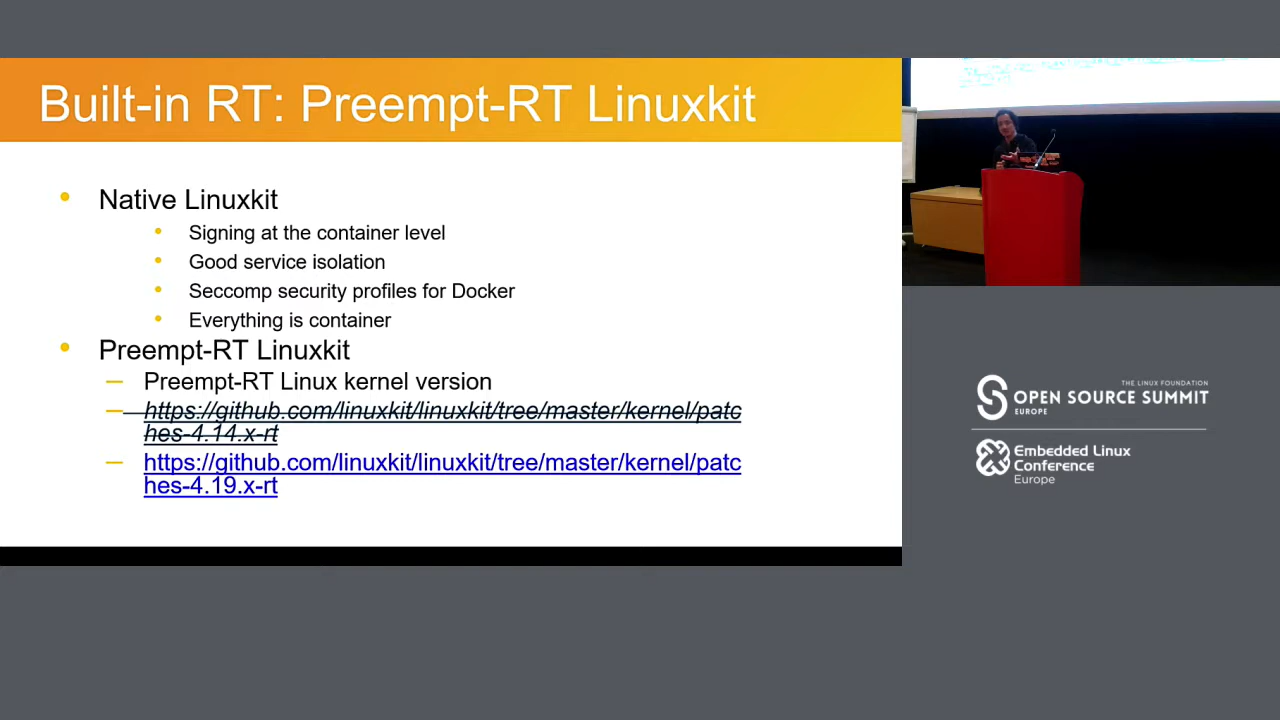 Built-in RT: Preempt-RT Linuxkit
Native Linuxkit
Signing at the container level
Good service isolation
Seccomp security profiles for Docker
Everything is container
Preempt-RT Linuxkit
Preempt-RT Linux kernel version
https://github.com/linuxkit/linuxkit/tree/master/kernel/patc
hes-4.14.x-rt
https://github.com/linuxkit/linuxkit/tree/master/kernel/patc
hes-4.19.x-rt
THE LINUX FOUNDATION
OPEN SOURCE SUMMIT
EUROPE
Embedded Linux
Conference
Europe